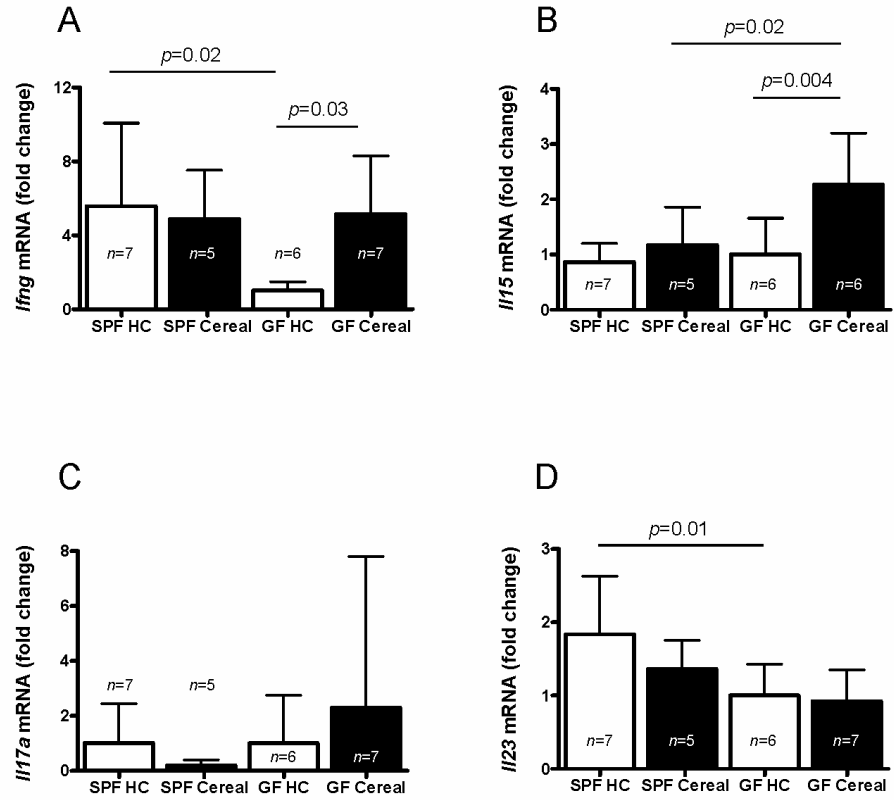 A
p=0.02
p=0.03
Ifng mRNA (fold change)
12
8
4
0
n=7
n=5
n=6
n=7
SPF HC SPF Cereal GF HC GF Cereal
B
p=0.02
p=0.004
Il15 mRNA (fold change)
4
3
2
1
0
n=7
n=5
n=6
n=6
SPF HC SPF Cereal GF HC GF Cereal
C
Il17a mRNA (fold change)
8
6
4
2
0
n=7
n=5
n=6
n=7
SPF HC SPF Cereal GF HC GF Cereal
D
p=0.01
Il23 mRNA (fold change)
3
2
1
0
n=7
n=5
n=6
n=7
SPF HC SPF Cereal GF HC GF Cereal